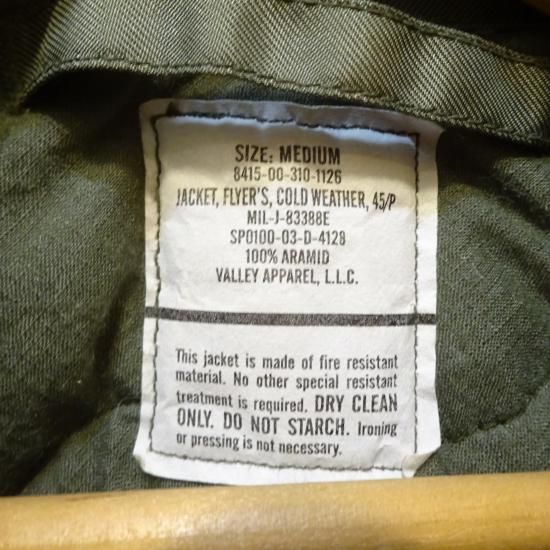 SIZE: MEDIUM
8415-00-310-1126
JACKET, FLYER'S, COLD WEATHER, 45/P
MIL-J-83388E
SP0100-03-D-4128
100% ARAMID
VALLEY APPAREL, L.L.C.
This jacket is made of fire resistant
material. No other special resistant
treatment is required. DRY CLEAN
ONLY. DO NOT STARCH. Ironing
or pressing is not necessary.